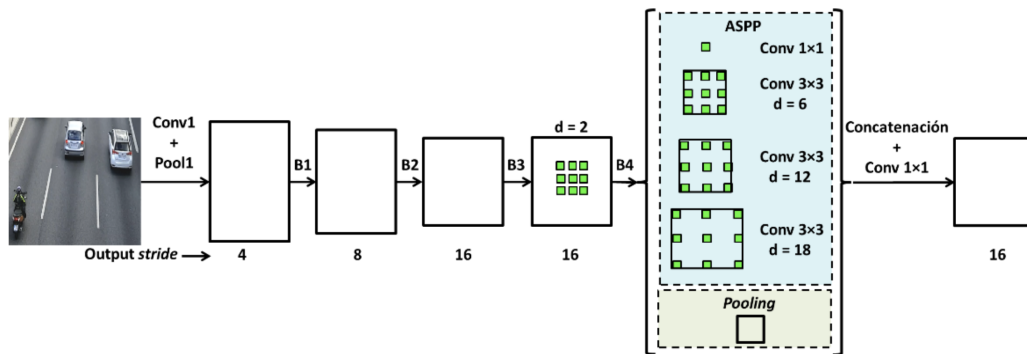 Conv1
+
Pool1
Output stride
4
B1
8
B2
16
B3
d = 2
16
B4
ASPP
Conv 1×1
Conv 3×3
d = 6
Conv 3×3
d = 12
Conv 3×3
d = 18
Pooling
Concatenación
+
Conv 1×1
16